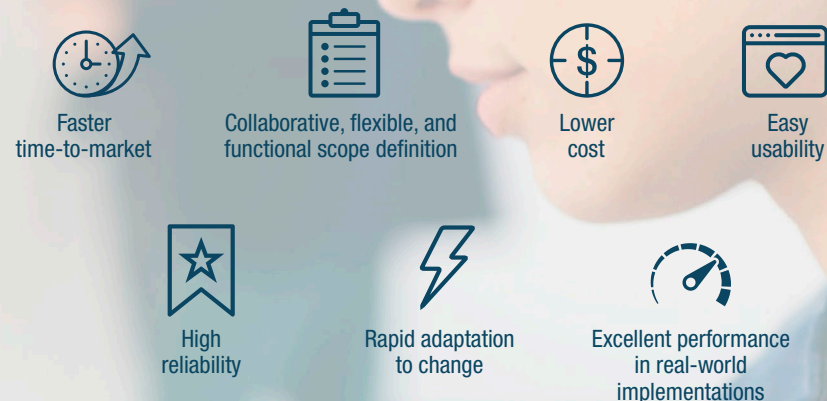 Faster
time-to-market
Collaborative, flexible, and
functional scope definition
$
Lower
cost
Easy
usability
High
reliability
Rapid adaptation
to change
Excellent performance
in real-world
implementations